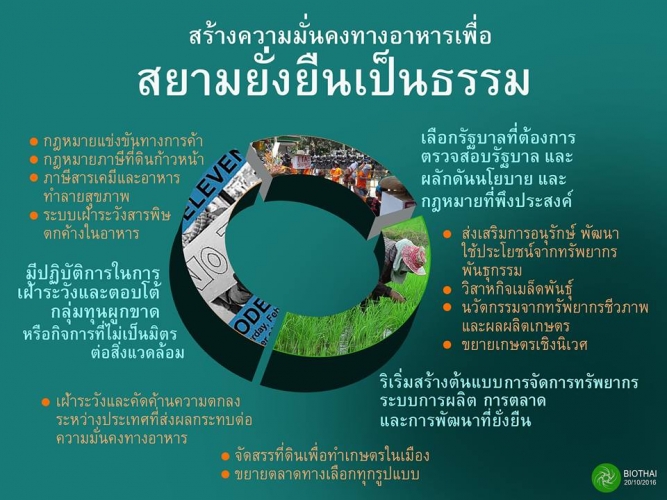 สร้างความมั่นคงทางอาหารเพื่อ
สยามยั่งยืนเป็นธรรม
กฎหมายแข่งขันทางการค้า
กฎหมายภาษีที่ดินก้าวหน้า
ภาษีสารเคมีและอาหาร
ทำลายสุขภาพ
ระบบเฝ้าระวังสารพิษ
ตกค้างในอาหาร
เลือกรัฐบาลที่ต้องการ
ตรวจสอบรัฐบาล และ
ผลักดันนโยบาย และ
กฎหมายที่พึงประสงค์
ส่งเสริมการอนุรักษ์ พัฒนา
ใช้ประโยชน์จากทรัพยากร
พันธุกรรม
วิสาหกิจเมล็ดพันธุ์
นวัตกรรมจากทรัพยากรชีวภาพ
และผลผลิตเกษตร
ขยายเกษตรเชิงนิเวศ
มีปฏิบัติการในการ
เฝ้าระวังและตอบโต้
กลุ่มทุนผูกขาด
หรือกิจการที่ไม่เป็นมิตร
ต่อสิ่งแวดล้อม
ริเริ่มสร้างต้นแบบการจัดการทรัพยากร
ระบบการผลิต การตลาด
และการพัฒนาที่ยั่งยืน
เฝ้าระวังและคัดค้านความตกลง
ระหว่างประเทศที่ส่งผลกระทบต่อ
ความมั่นคงทางอาหาร
จัดสรรที่ดินเพื่อทำเกษตรในเมือง
ขยายตลาดทางเลือกทุกรูปแบบ
ELEVEN
NO
ODE
rday, Feb
BIOTHAI
20/10/2016